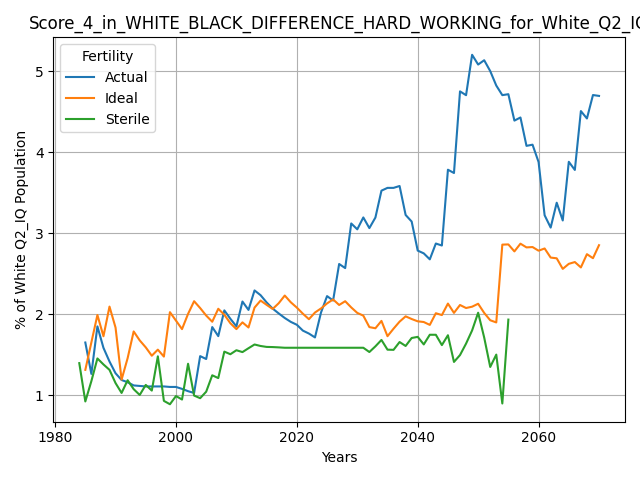 Score_4_in_WHITE_BLACK_DIFFERENCE_HARD_WORKING_for_White_Q2_IQ
Fertility
Actual
Ideal
Sterile
% of White Q2_IQ Population
5
4
3
2
1
1980 2000 2020 2040 2060
Years